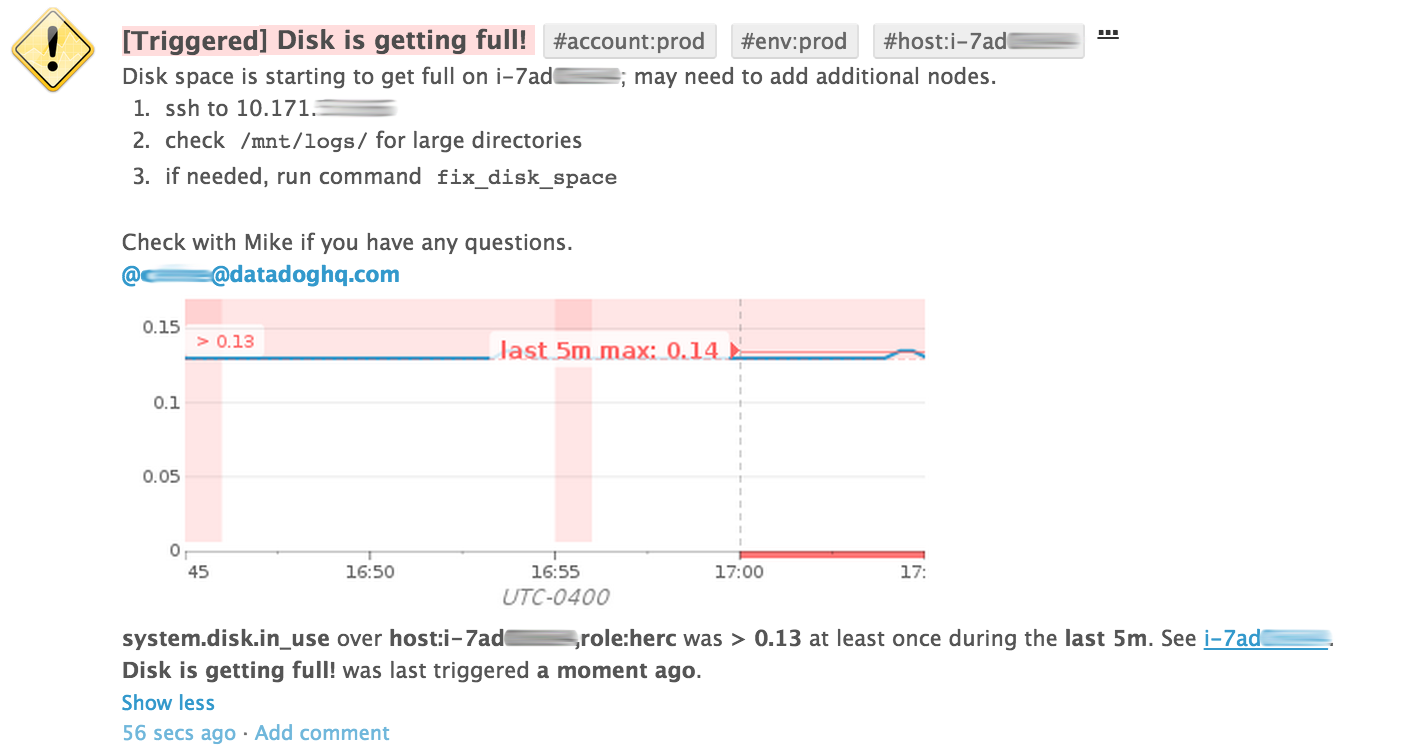 [Triggered] Disk is getting full! #account:prod #env:prod #host:i-7ad ...
Disk space is starting to get full on i-7ad; may need to add additional nodes.
1. ssh to 10.171.
2. check /mnt/logs/ for large directories
3. if needed, run command fix_disk_space
Check with Mike if you have any questions.
@@datadoghq.com
0.15
> 0.13
last 5m max: 0.14
0.1
0.05
0
45 16:50 16:55 17:00 17:
UTC-0400
system.disk.in_use over host:i-7ad,role:herc was > 0.13 at least once during the last 5m. See i-7ad.
Disk is getting full! was last triggered a moment ago.
Show less
56 secs ago · Add comment